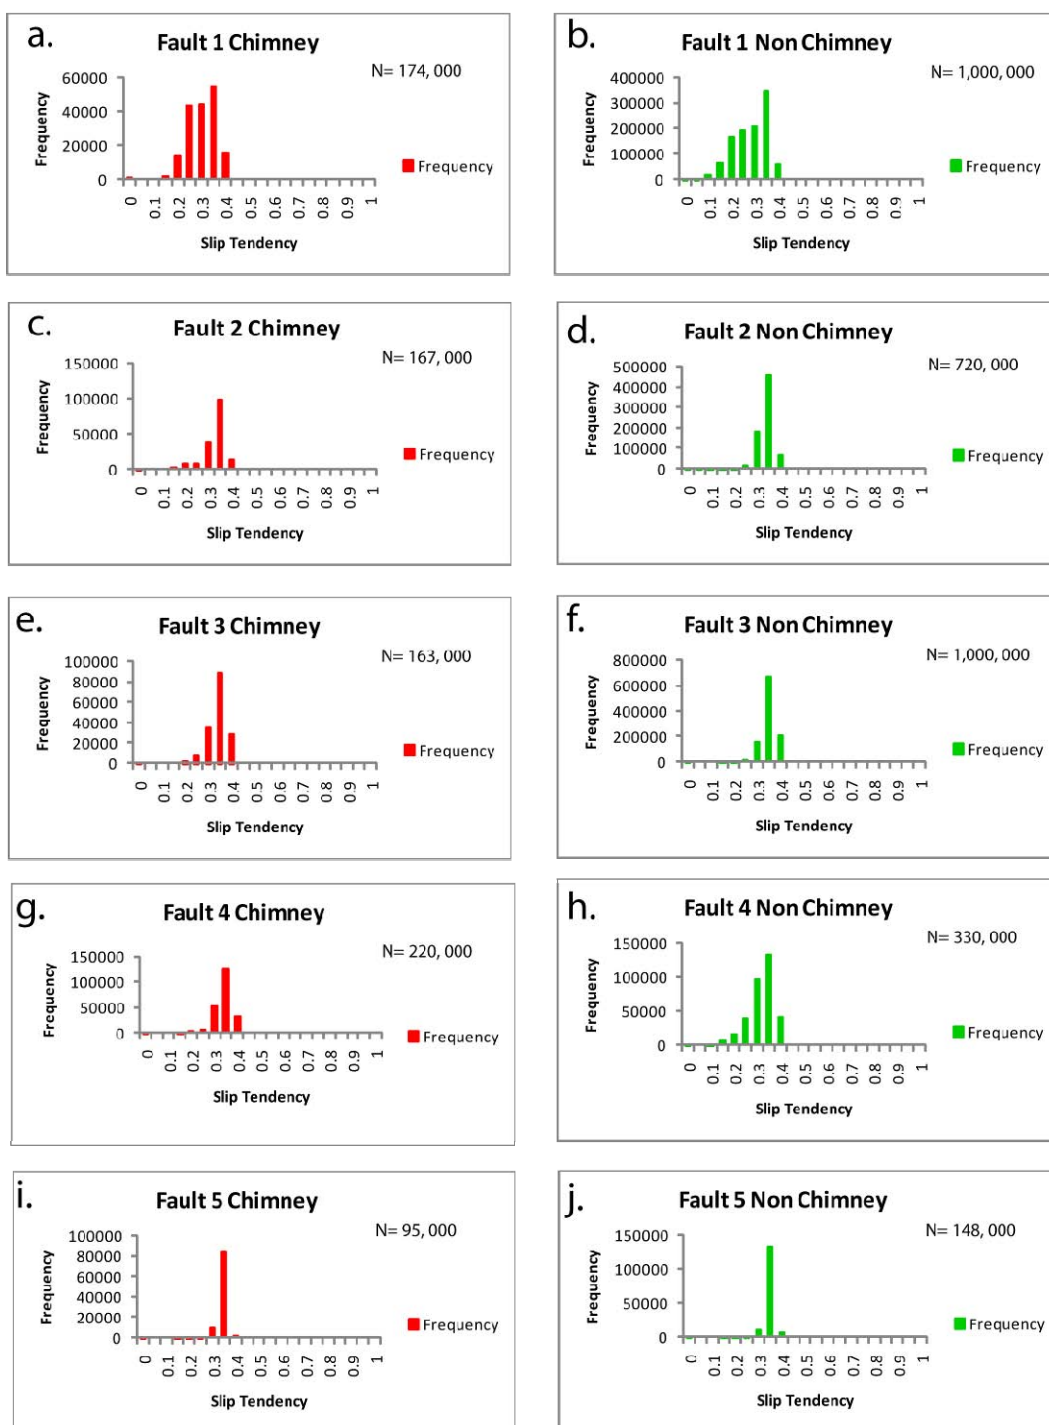 a.
Fault 1 Chimney
N= 174, 000
Frequency
60000
40000
20000
0
0 0.1 0.2 0.3 0.4 0.5 0.6 0.7 0.8 0.9 1
Slip Tendency
Frequency
b.
Fault 1 Non Chimney
N= 1,000, 000
Frequency
400000
300000
200000
100000
0
0 0.1 0.2 0.3 0.4 0.5 0.6 0.7 0.8 0.9 1
Slip Tendency
Frequency
c.
Fault 2 Chimney
N= 167, 000
Frequency
150000
100000
50000
0
0 0.1 0.2 0.3 0.4 0.5 0.6 0.7 0.8 0.9 1
Slip Tendency
Frequency
d.
Fault 2 Non Chimney
N= 720, 000
Frequency
500000
400000
300000
200000
100000
0
0 0.1 0.2 0.3 0.4 0.5 0.6 0.7 0.8 0.9 1
Slip Tendency
Frequency
e.
Fault 3 Chimney
N= 163, 000
Frequency
100000
80000
60000
40000
20000
0
0 0.1 0.2 0.3 0.4 0.5 0.6 0.7 0.8 0.9 1
Slip Tendency
Frequency
f.
Fault 3 Non Chimney
N= 1,000, 000
Frequency
800000
600000
400000
200000
0
0 0.1 0.2 0.3 0.4 0.5 0.6 0.7 0.8 0.9 1
Slip Tendency
Frequency
g.
Fault 4 Chimney
N= 220, 000
Frequency
150000
100000
50000
0
0 0.1 0.2 0.3 0.4 0.5 0.6 0.7 0.8 0.9 1
Slip Tendency
Frequency
h.
Fault 4 Non Chimney
N= 330, 000
Frequency
150000
100000
50000
0
0 0.1 0.2 0.3 0.4 0.5 0.6 0.7 0.8 0.9 1
Slip Tendency
Frequency
i.
Fault 5 Chimney
N= 95, 000
Frequency
100000
80000
60000
40000
20000
0
0 0.1 0.2 0.3 0.4 0.5 0.6 0.7 0.8 0.9 1
Slip Tendency
Frequency
j.
Fault 5 Non Chimney
N= 148, 000
Frequency
150000
100000
50000
0
0 0.1 0.2 0.3 0.4 0.5 0.6 0.7 0.8 0.9 1
Slip Tendency
Frequency